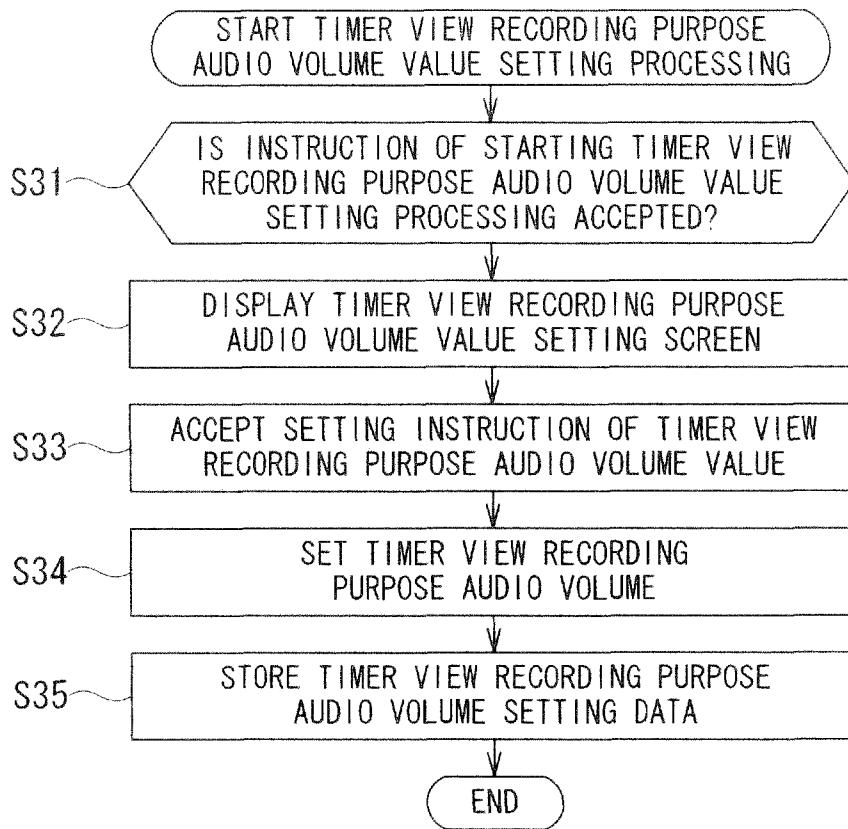 START TIMER VIEW RECORDING PURPOSE
AUDIO VOLUME VALUE SETTING PROCESSING
S31
IS INSTRUCTION OF STARTING TIMER VIEW
RECORDING PURPOSE AUDIO VOLUME VALUE
SETTING PROCESSING ACCEPTED?
S32
DISPLAY TIMER VIEW RECORDING PURPOSE
AUDIO VOLUME VALUE SETTING SCREEN
S33
ACCEPT SETTING INSTRUCTION OF TIMER VIEW
RECORDING PURPOSE AUDIO VOLUME VALUE
S34
SET TIMER VIEW RECORDING
PURPOSE AUDIO VOLUME
S35
STORE TIMER VIEW RECORDING PURPOSE
AUDIO VOLUME SETTING DATA
END